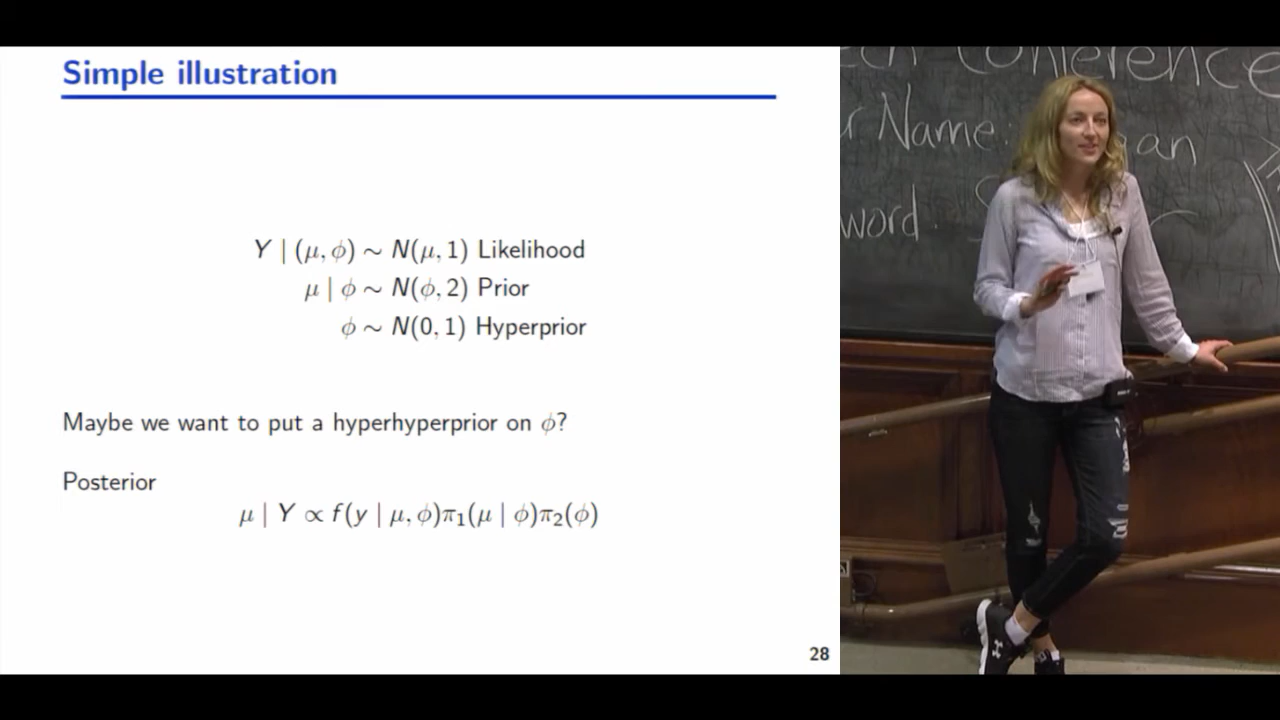 Simple illustration
Y | (μ, ϕ) ∼ N(μ, 1) Likelihood
μ | ϕ ∼ N(ϕ, 2) Prior
ϕ ∼ N(0, 1) Hyperprior
Maybe we want to put a hyperhyperprior on ϕ?
Posterior
μ | Y ∝ f(y | μ, ϕ)π₁(μ | ϕ)π₂(ϕ)
28
Conference
Name: